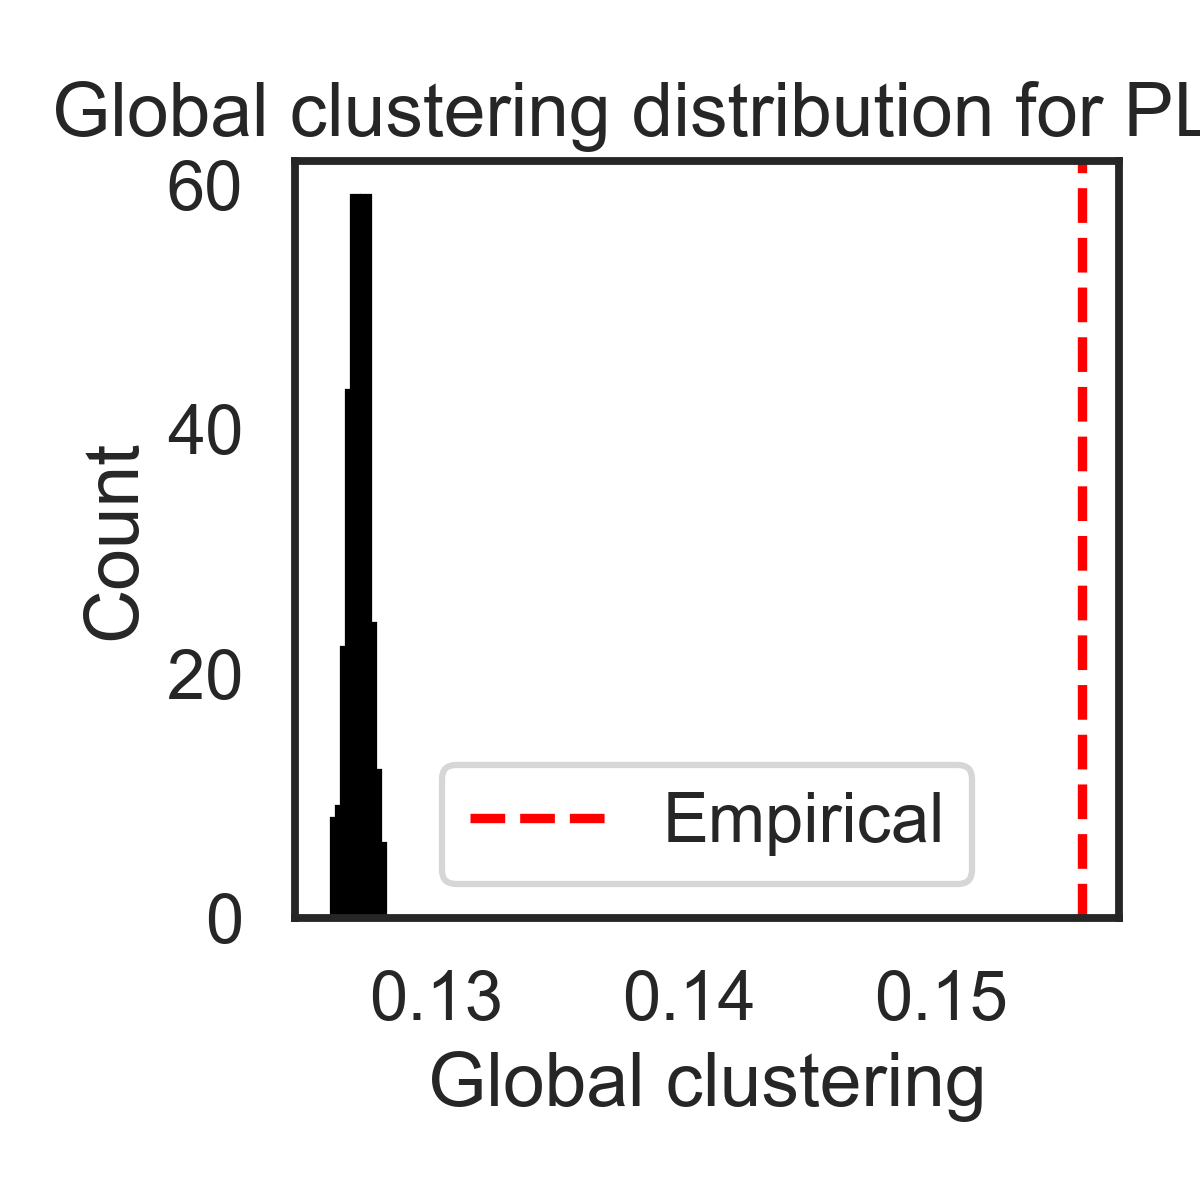 Global clustering distribution for PL
60
40
20
0
Count
Empirical
0.13 0.14 0.15
Global clustering